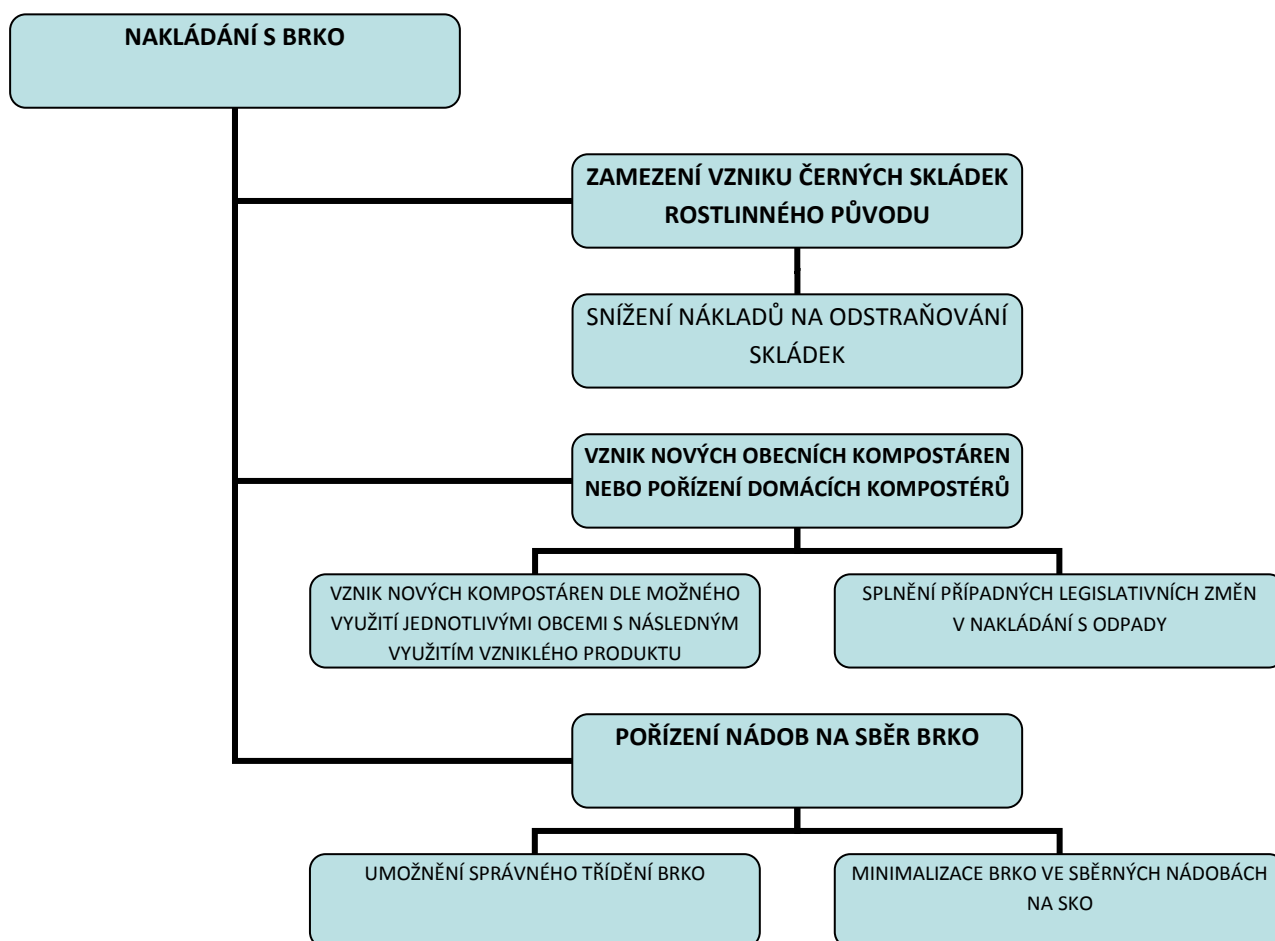 NAKLÁDÁNÍ S BRKO
ZAMEZENÍ VZNIKU ČERNÝCH SKLÁDEK
ROSTLINNÉHO PŮVODU
SNÍŽENÍ NÁKLADŮ NA ODSTRAŇOVÁNÍ
SKLÁDEK
VZNIK NOVÝCH OBECNÍCH KOMPOSTÁREN
NEBO POŘÍZENÍ DOMÁCÍCH KOMPOSTÉRŮ
VZNIK NOVÝCH KOMPOSTÁREN DLE MOŽNÉHO
VYUŽITÍ JEDNOTLIVÝMI OBCEMI S NÁSLEDNÝM
VYUŽITÍM VZNIKLÉHO PRODUKTU
SPLNĚNÍ PŘÍPADNÝCH LEGISLATIVNÍCH ZMĚN
V NAKLÁDÁNÍ S ODPADY
POŘÍZENÍ NÁDOB NA SBĚR BRKO
UMOŽNĚNÍ SPRÁVNÉHO TŘÍDĚNÍ BRKO
MINIMALIZACE BRKO VE SBĚRNÝCH NÁDOBÁCH
NA SKO